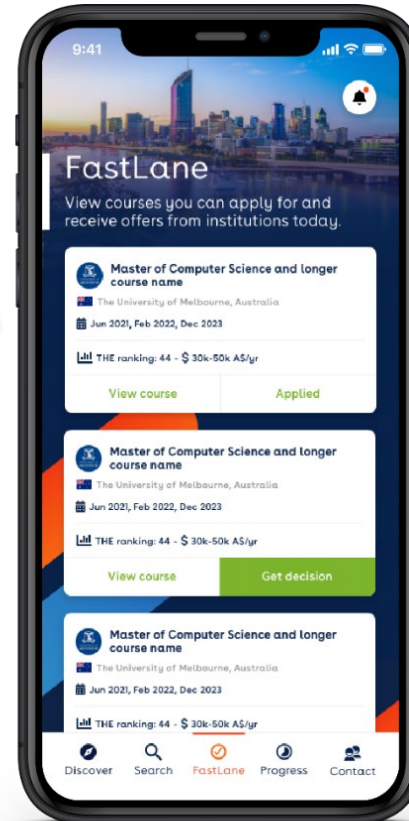 9:41
FastLane
View courses you can apply for and
receive offers from institutions today.
Master of Computer Science and longer
course name
The University of Melbourne, Australia
Jun 2021, Feb 2022, Dec 2023
THE ranking: 44 - $ 30k-50k A$/yr
View course
Applied
Master of Computer Science and longer
course name
The University of Melbourne, Australia
Jun 2021, Feb 2022, Dec 2023
THE ranking: 44 - $ 30k-50k A$/yr
View course
Get decision
Master of Computer Science and longer
course name
The University of Melbourne, Australia
Jun 2021, Feb 2022, Dec 2023
THE ranking: 44 - $ 30k-50k A$/yr
Discover
Search
FastLane
Progress
Contact